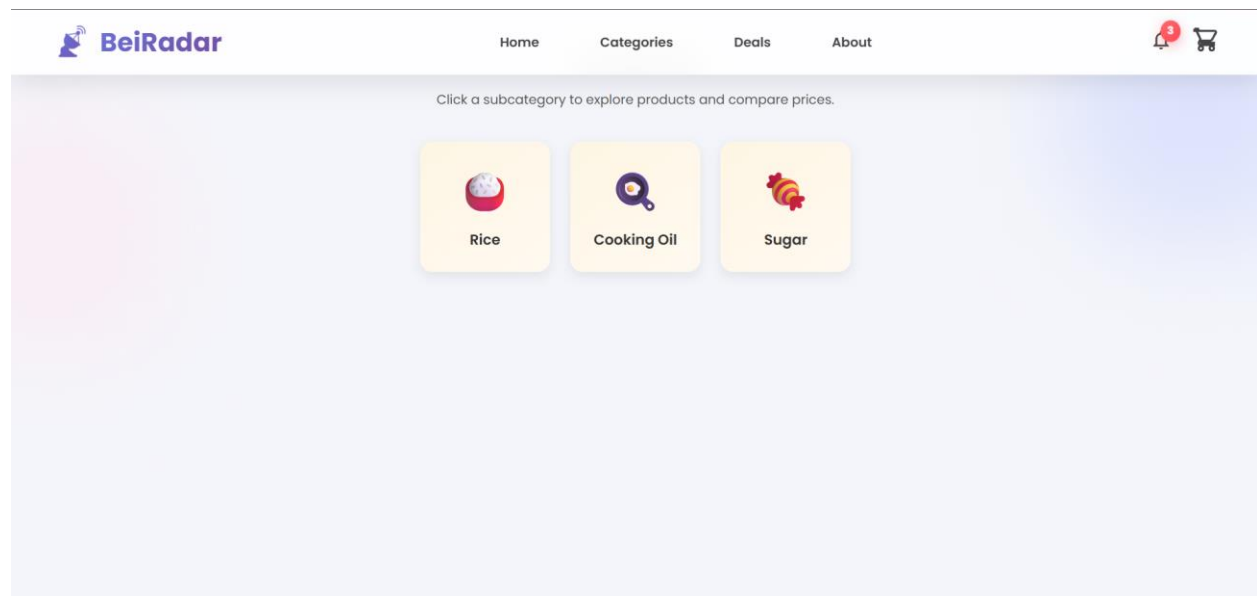 BeiRadar
Home Categories Deals About
3
Click a subcategory to explore products and compare prices.
Rice
Cooking Oil
Sugar